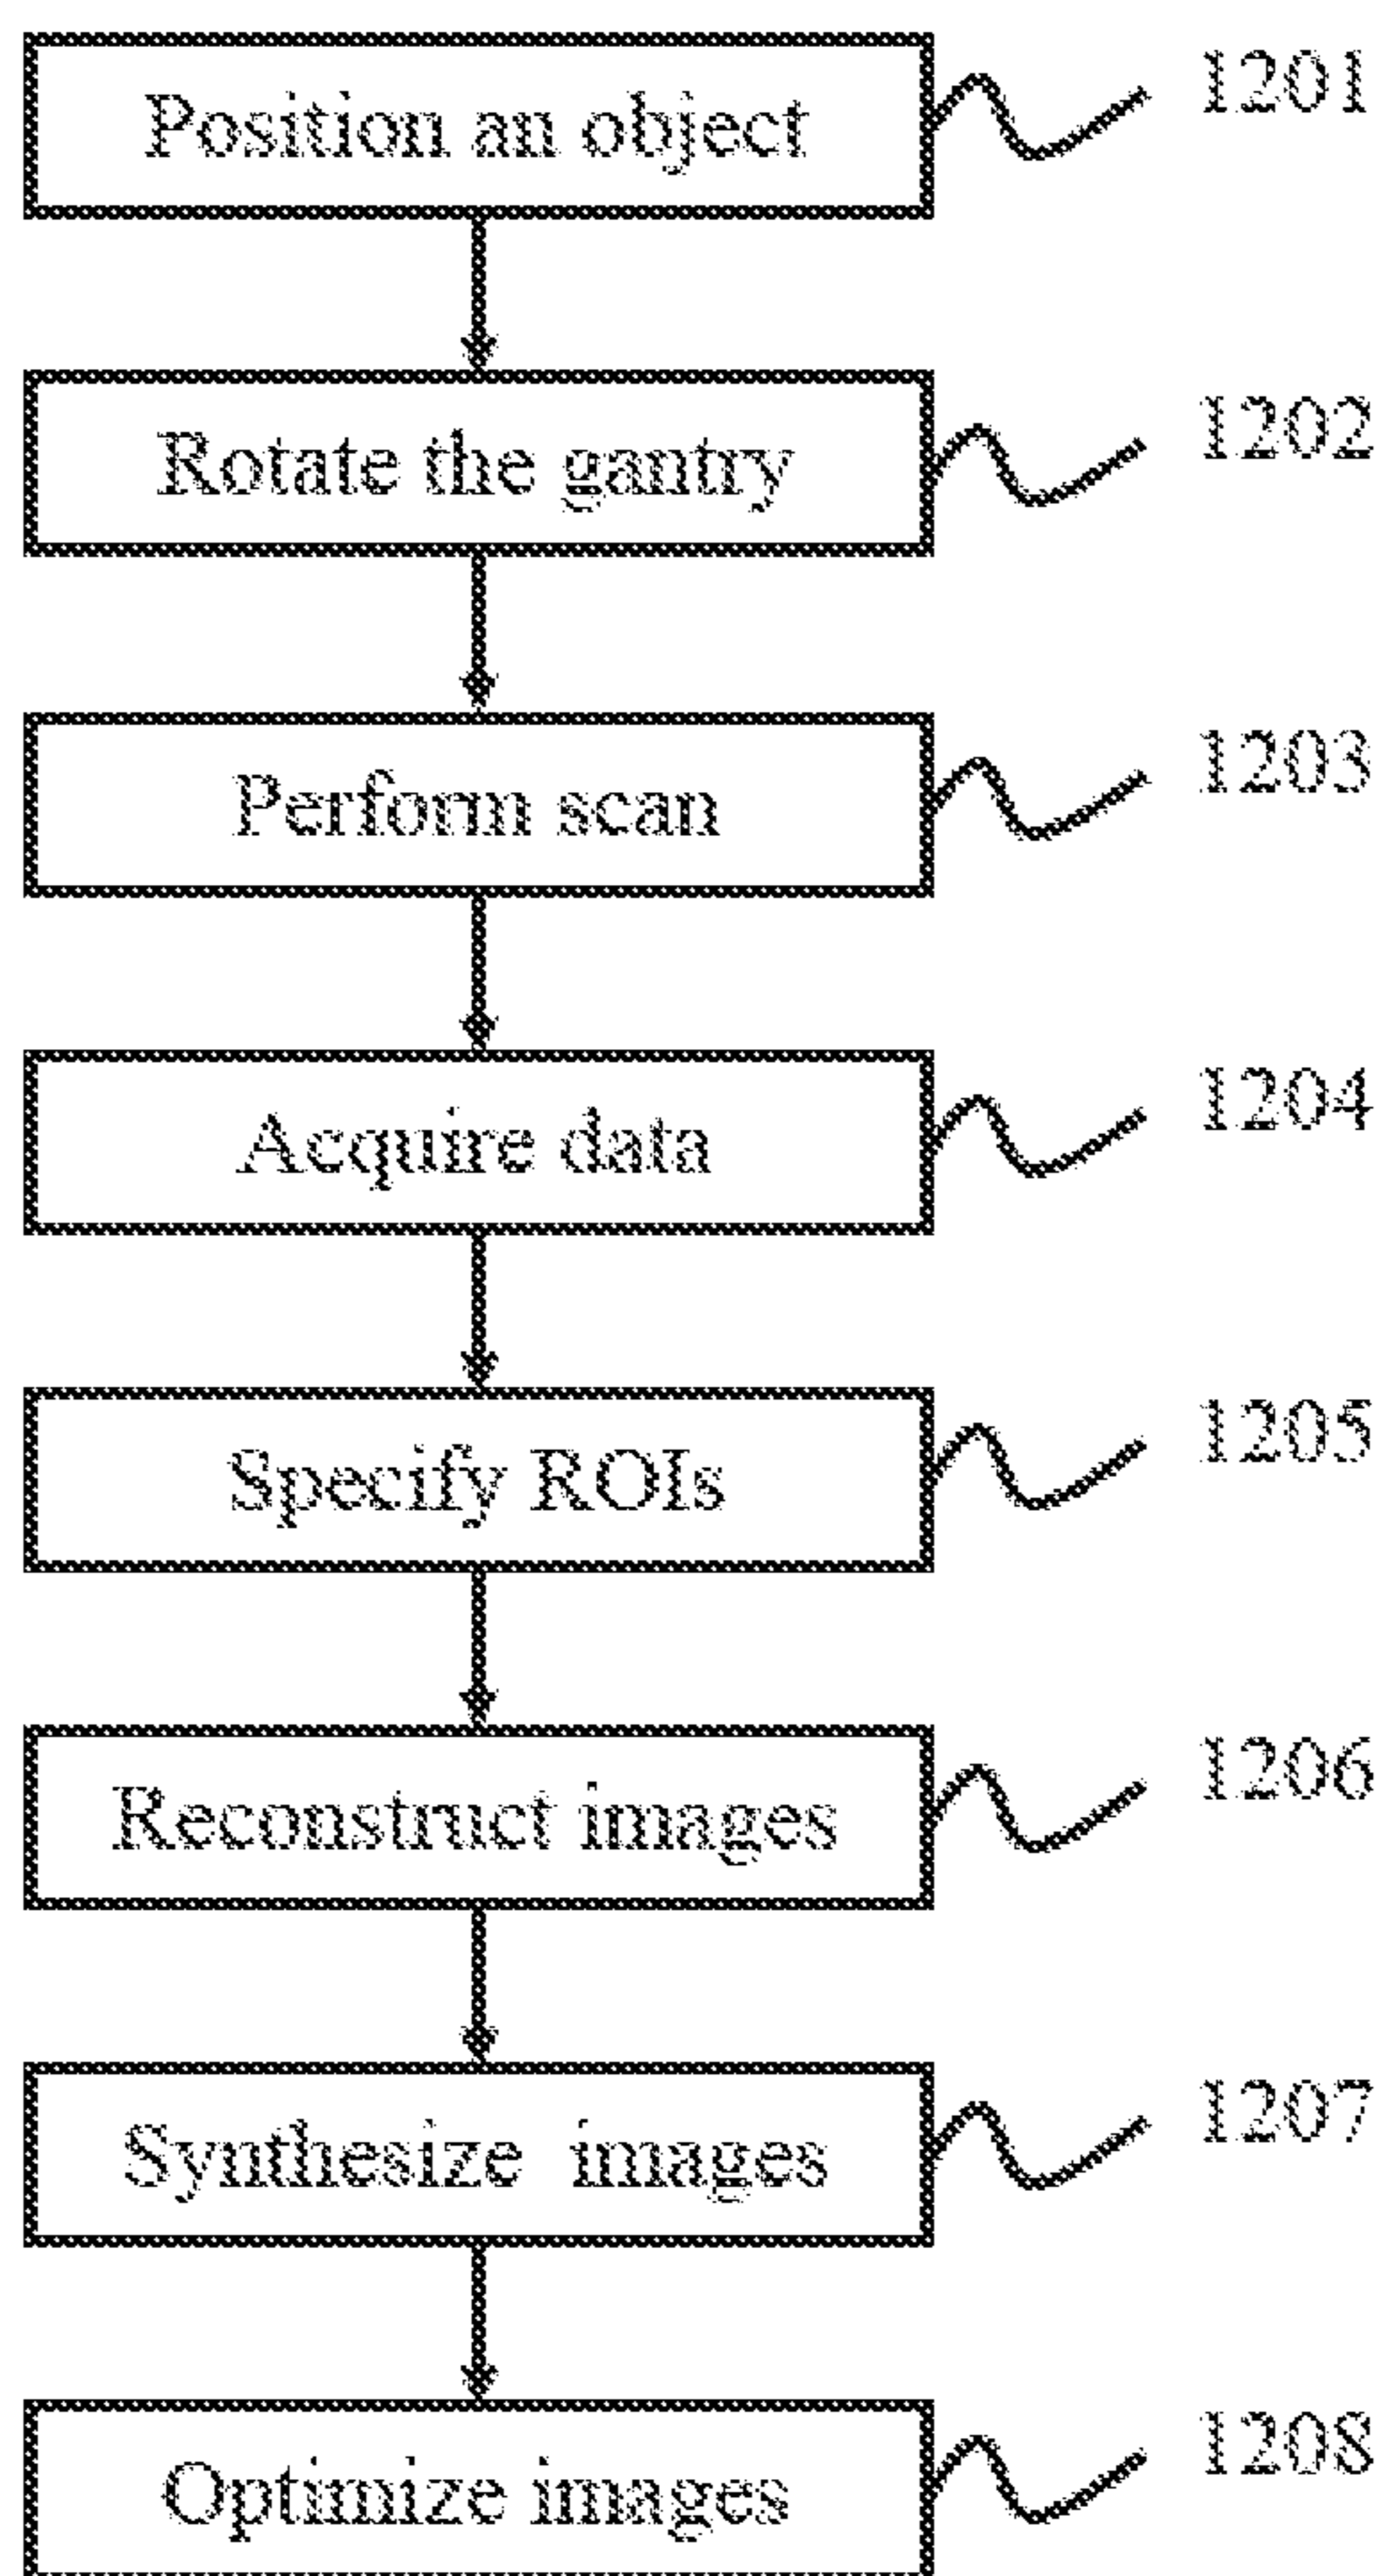 Position an object 1201
Rotate the gantry 1202
Perform scan 1203
Acquire data 1204
Specify ROIs 1205
Reconstruct images 1206
Synthesize images 1207
Optimize images 1208